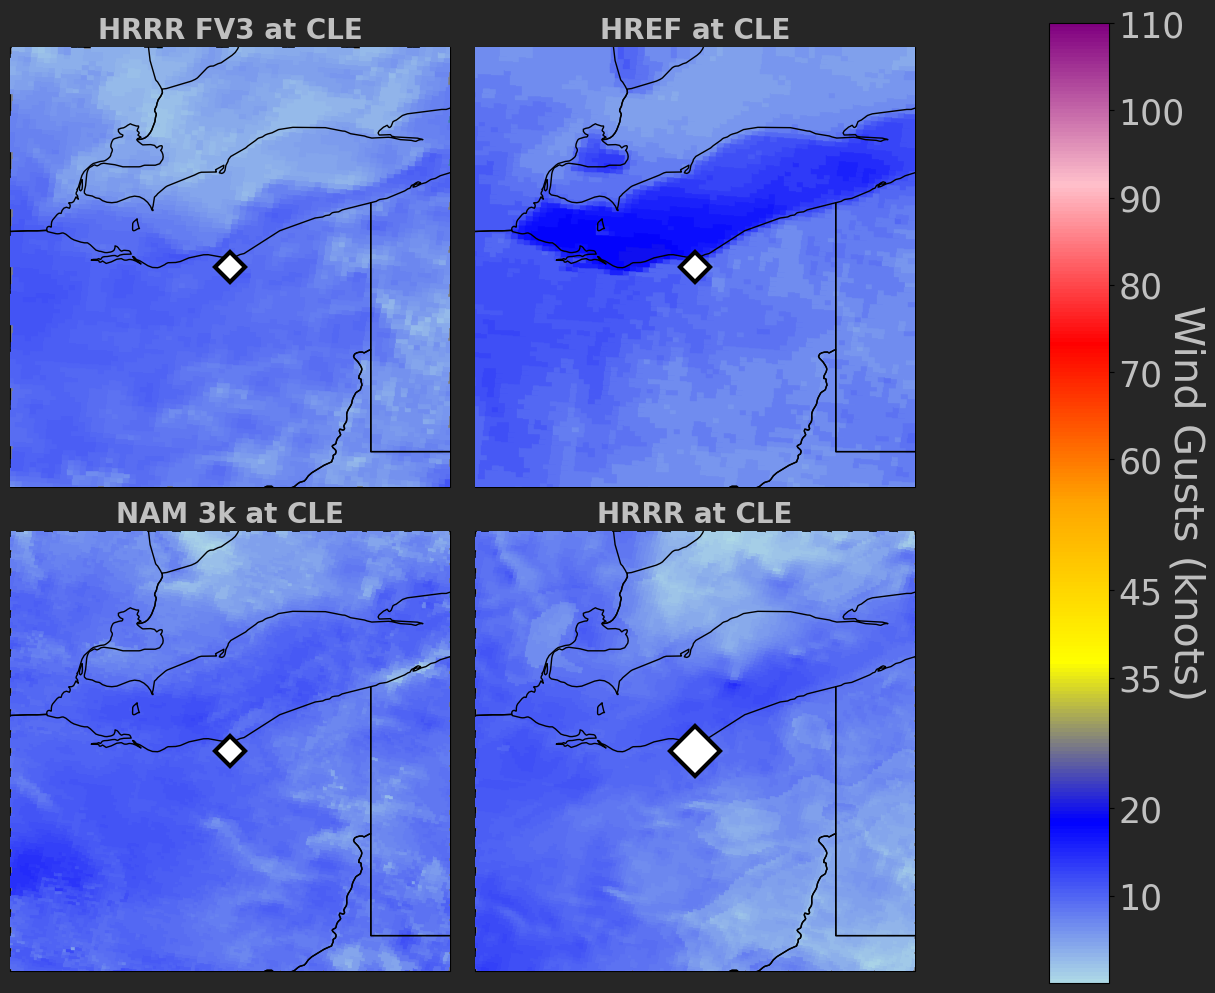 HRRR FV3 at CLE
HREF at CLE
NAM 3k at CLE
HRRR at CLE
110
100
90
80
70
60
45
35
20
10
Wind Gusts (knots)